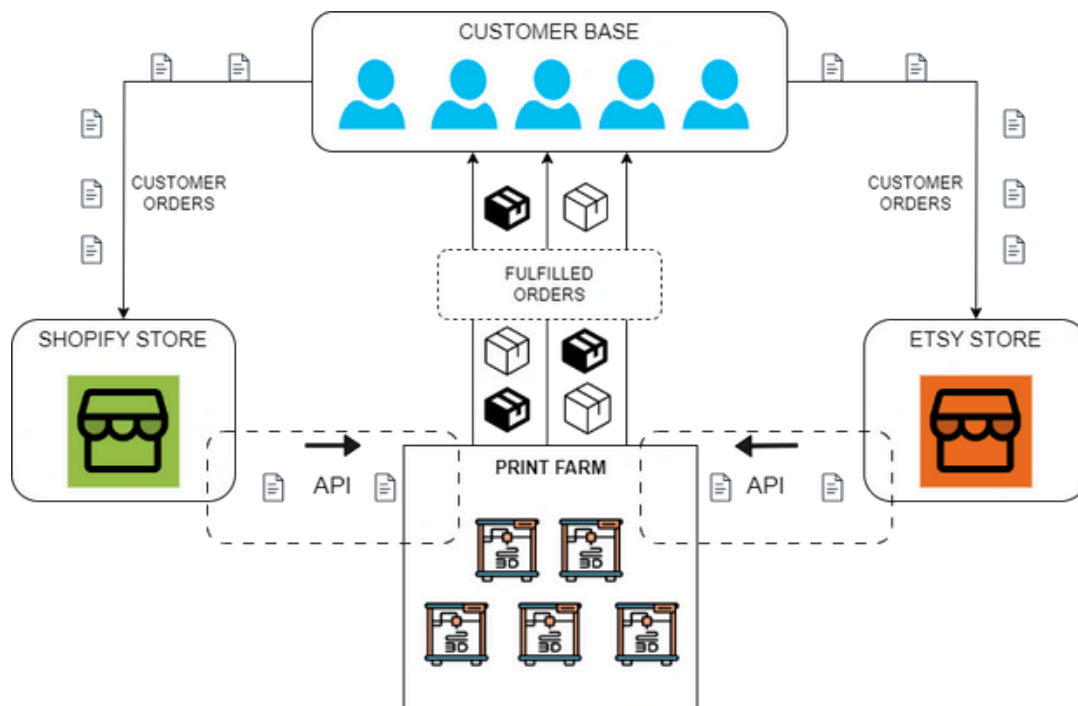 CUSTOMER BASE
CUSTOMER
ORDERS
CUSTOMER
ORDERS
FULFILLED
ORDERS
SHOPIFY STORE
ETSY STORE
PRINT FARM
API
API
3D
3D
3D
3D
3D